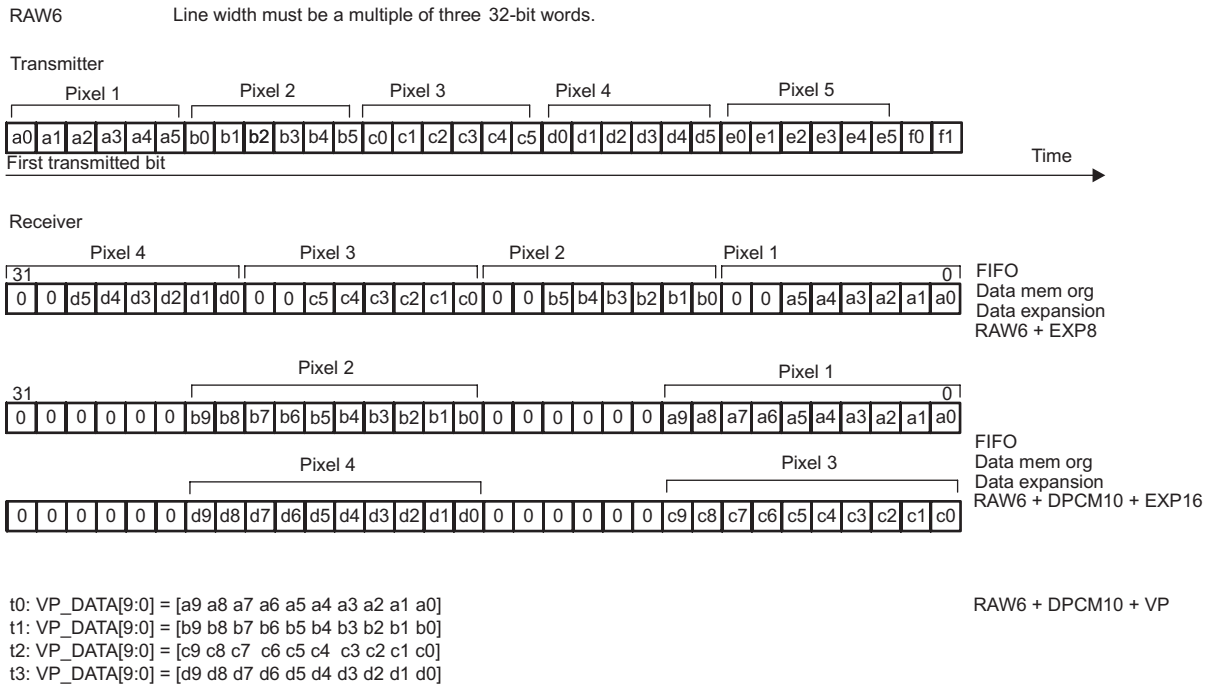 RAW6 Line width must be a multiple of three 32-bit words.
Transmitter
Pixel 1 Pixel 2 Pixel 3 Pixel 4 Pixel 5
a0 a1 a2 a3 a4 a5 b0 b1 b2 b3 b4 b5 c0 c1 c2 c3 c4 c5 d0 d1 d2 d3 d4 d5 e0 e1 e2 e3 e4 e5 f0 f1
First transmitted bit Time
Receiver
Pixel 4 Pixel 3 Pixel 2 Pixel 1
31 0
0 0 d5 d4 d3 d2 d1 d0 0 0 c5 c4 c3 c2 c1 c0 0 0 b5 b4 b3 b2 b1 b0 0 0 a5 a4 a3 a2 a1 a0
FIFO
Data mem org
Data expansion
RAW6 + EXP8
Pixel 2 Pixel 1
31 0
0 0 0 0 0 0 b9 b8 b7 b6 b5 b4 b3 b2 b1 b0 0 0 0 0 0 0 a9 a8 a7 a6 a5 a4 a3 a2 a1 a0
FIFO
Data mem org
Data expansion
RAW6 + DPCM10 + EXP16
Pixel 4 Pixel 3
0 0 0 0 0 0 d9 d8 d7 d6 d5 d4 d3 d2 d1 d0 0 0 0 0 0 0 c9 c8 c7 c6 c5 c4 c3 c2 c1 c0
t0: VP_DATA[9:0] = [a9 a8 a7 a6 a5 a4 a3 a2 a1 a0] RAW6 + DPCM10 + VP
t1: VP_DATA[9:0] = [b9 b8 b7 b6 b5 b4 b3 b2 b1 b0]
t2: VP_DATA[9:0] = [c9 c8 c7 c6 c5 c4 c3 c2 c1 c0]
t3: VP_DATA[9:0] = [d9 d8 d7 d6 d5 d4 d3 d2 d1 d0]